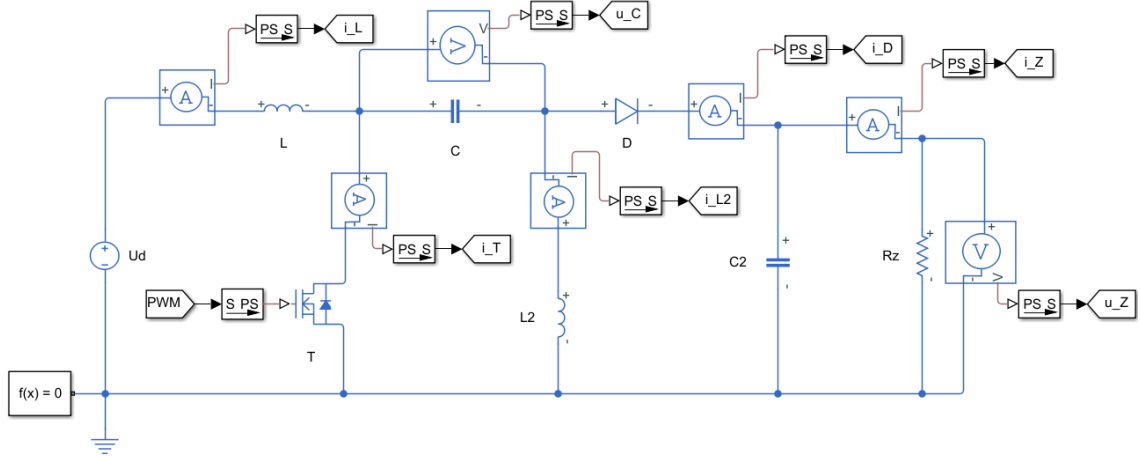 PS S
i_L
PS S
u_C
PS S
i_D
PS S
i_Z
+ A - I
+ L -
+ V - V
+ C -
+ D -
+ A - I
+ A - I
+ A - I
PS S
i_T
- A + I
PS S
i_L2
+ - Ud
PWM
S PS
T
+ L2 -
+ C2 -
+ Rz -
+ V - V
PS S
u_Z
f(x) = 0